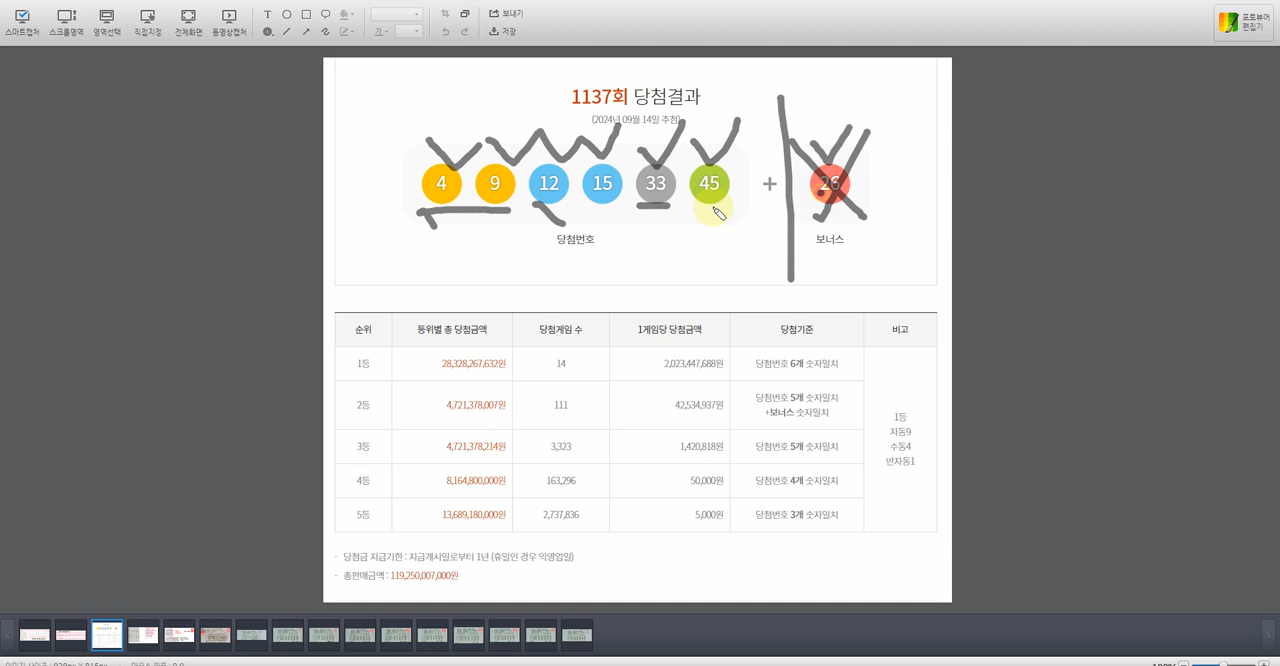 스마트캡처 스크롤영역 영역선택 직접지정 전체화면 동영상캡처
T
가
보내기
저장
포토뷰어
편집기
1137회 당첨결과
(2024년 09월 14일 추첨)
4 9 12 15 33 45 + 26
당첨번호 보너스
순위 등위별 총 당첨금액 당첨게임 수 1게임당 당첨금액 당첨기준 비고
1등 28,328,267,632원 14 2,023,447,688원 당첨번호 6개 숫자일치
2등 4,721,378,007원 111 42,534,937원 당첨번호 5개 숫자일치
+보너스 숫자일치
3등 4,721,378,214원 3,323 1,420,818원 당첨번호 5개 숫자일치
4등 8,164,800,000원 163,296 50,000원 당첨번호 4개 숫자일치
5등 13,689,180,000원 2,737,836 5,000원 당첨번호 3개 숫자일치
1등
자동9
수동4
반자동1
- 당첨금 지급기한 : 지급개시일로부터 1년 (휴일인 경우 익영업일)
- 총판매금액 : 119,250,007,000원